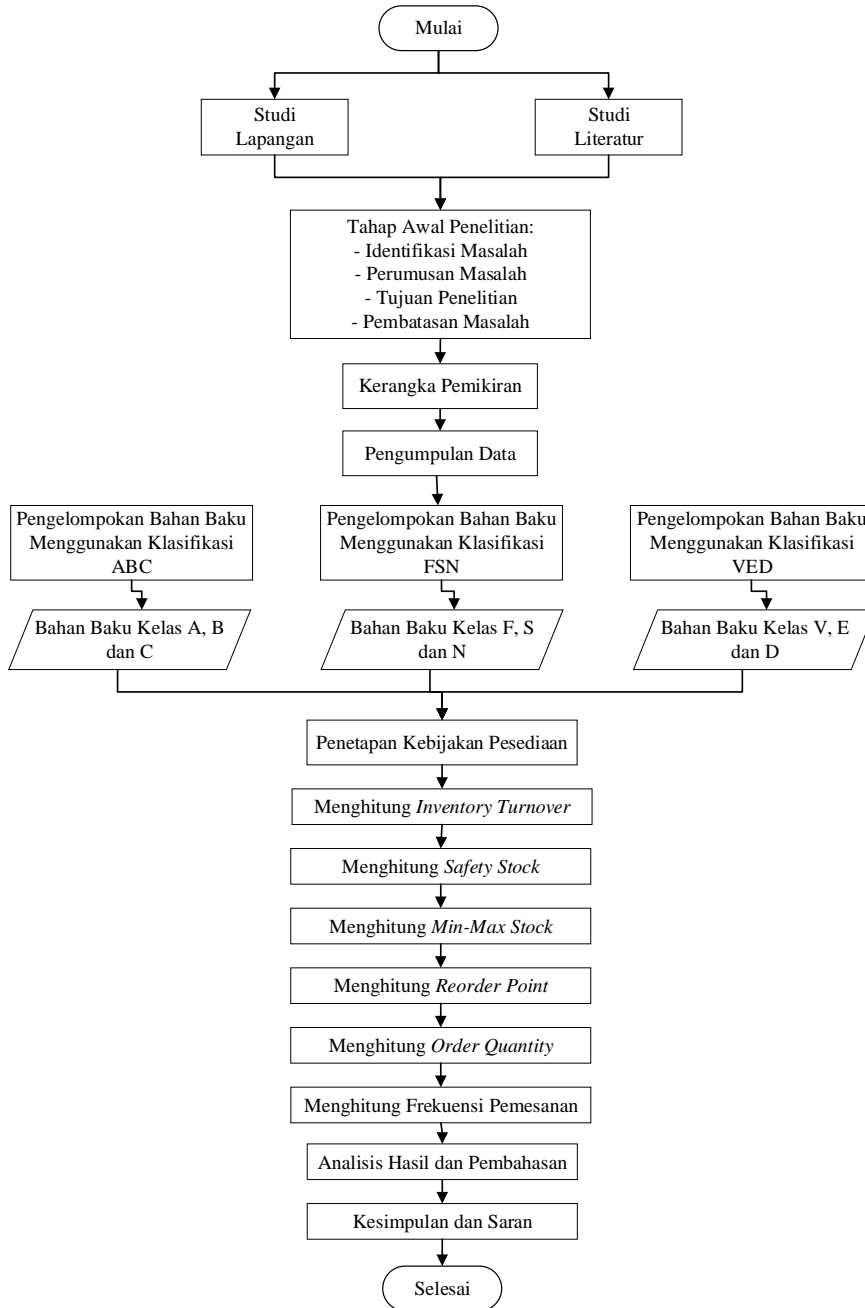 Mulai
Studi
Lapangan
Studi
Literatur
Tahap Awal Penelitian:
- Identifikasi Masalah
- Perumusan Masalah
- Tujuan Penelitian
- Pembatasan Masalah
Kerangka Pemikiran
Pengumpulan Data
Pengelompokan Bahan Baku
Menggunakan Klasifikasi
ABC
Pengelompokan Bahan Baku
Menggunakan Klasifikasi
FSN
Pengelompokan Bahan Baku
Menggunakan Klasifikasi
VED
Bahan Baku Kelas A, B
dan C
Bahan Baku Kelas F, S
dan N
Bahan Baku Kelas V, E
dan D
Penetapan Kebijakan Pesediaan
Menghitung Inventory Turnover
Menghitung Safety Stock
Menghitung Min-Max Stock
Menghitung Reorder Point
Menghitung Order Quantity
Menghitung Frekuensi Pemesanan
Analisis Hasil dan Pembahasan
Kesimpulan dan Saran
Selesai